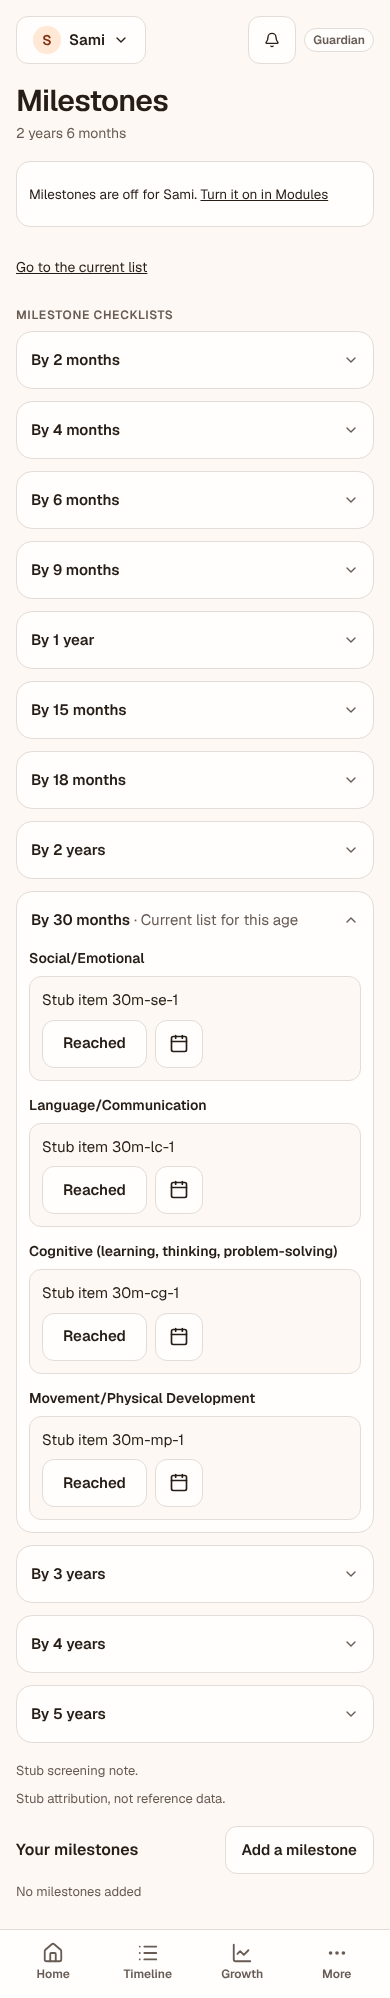 S Sami
Guardian
Milestones
2 years 6 months
Milestones are off for Sami. Turn it on in Modules
Go to the current list
MILESTONE CHECKLISTS
By 2 months
By 4 months
By 6 months
By 9 months
By 1 year
By 15 months
By 18 months
By 2 years
By 30 months · Current list for this age
Social/Emotional
Stub item 30m-se-1
Reached
Language/Communication
Stub item 30m-lc-1
Reached
Cognitive (learning, thinking, problem-solving)
Stub item 30m-cg-1
Reached
Movement/Physical Development
Stub item 30m-mp-1
Reached
By 3 years
By 4 years
By 5 years
Stub screening note.
Stub attribution, not reference data.
Your milestones
Add a milestone
No milestones added
Home Timeline Growth More